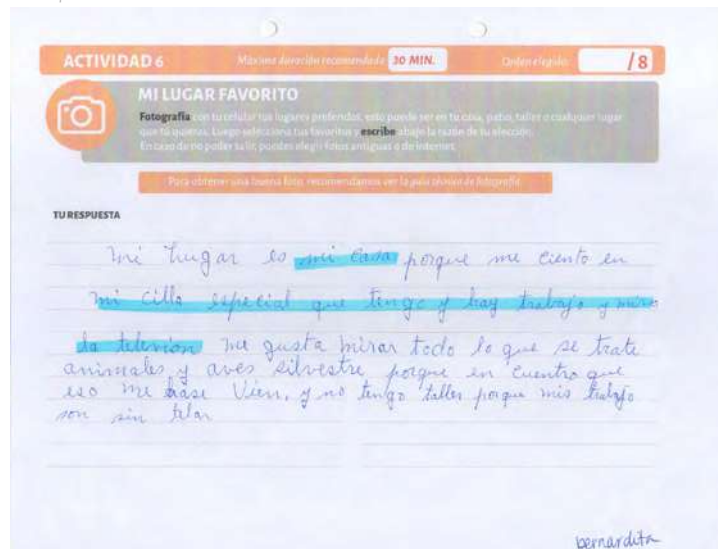 ACTIVIDAD 6
Máxima duración recomendada 30 MIN.
Orden elegido: /8
MI LUGAR FAVORITO
Fotografía con tu celular tus lugares preferidos, esto puede ser en tu casa, patio, taller o cualquier lugar
que tú quieras. Luego selecciona tus favoritos y escribe abajo la razón de tu elección.
En caso de no poder salir, puedes elegir fotos antiguas o de internet.
Para obtener una buena foto, recomendamos ver la guía técnica de fotografía
TU RESPUESTA
mi lugar es mi casa porque me ciento en
mi cilla especial que tengo y hay trabajo y miro
la televion me gusta mirar todo lo que se trate
animales y aves silvestre porque en cuentro que
eso me hase Vien, y no tengo taller porque mis trabajo
son sin telar
bernardita